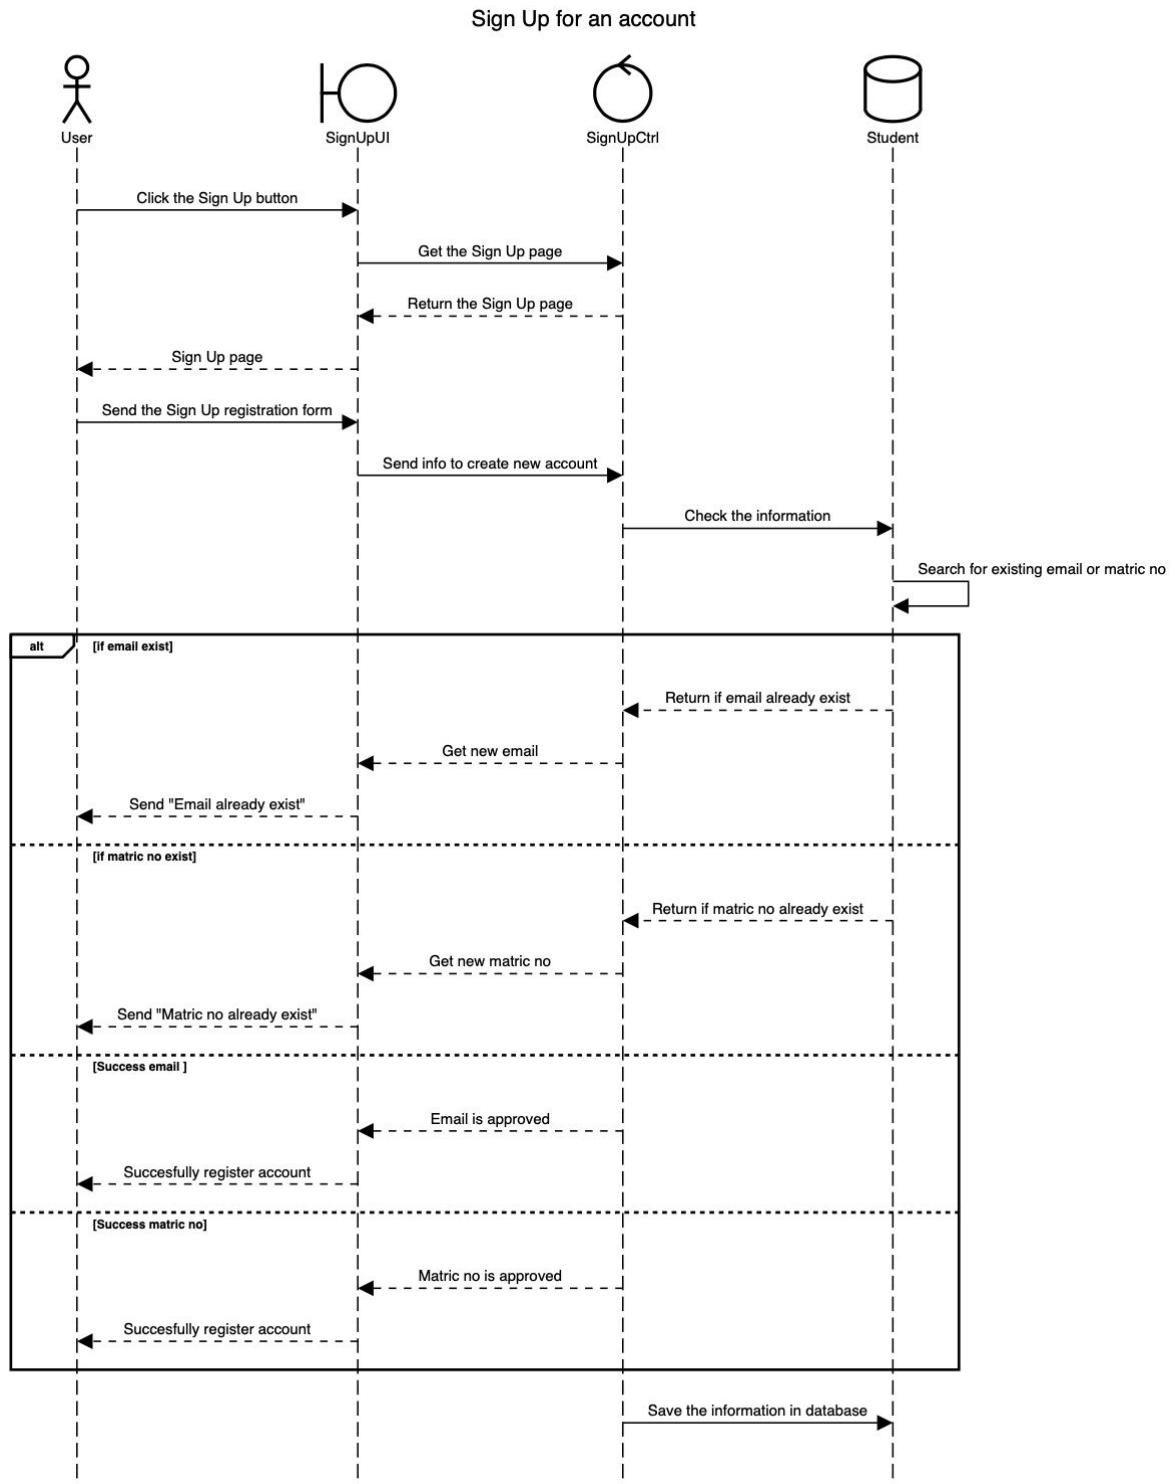 Sign Up for an account
User
SignUpUI
SignUpCtrl
Student
Click the Sign Up button
Get the Sign Up page
Return the Sign Up page
Sign Up page
Send the Sign Up registration form
Send info to create new account
Check the information
Search for existing email or matric no
alt
[if email exist]
Return if email already exist
Get new email
Send "Email already exist"
[if matric no exist]
Return if matric no already exist
Get new matric no
Send "Matric no already exist"
[Success email ]
Email is approved
Succesfully register account
[Success matric no]
Matric no is approved
Succesfully register account
Save the information in database